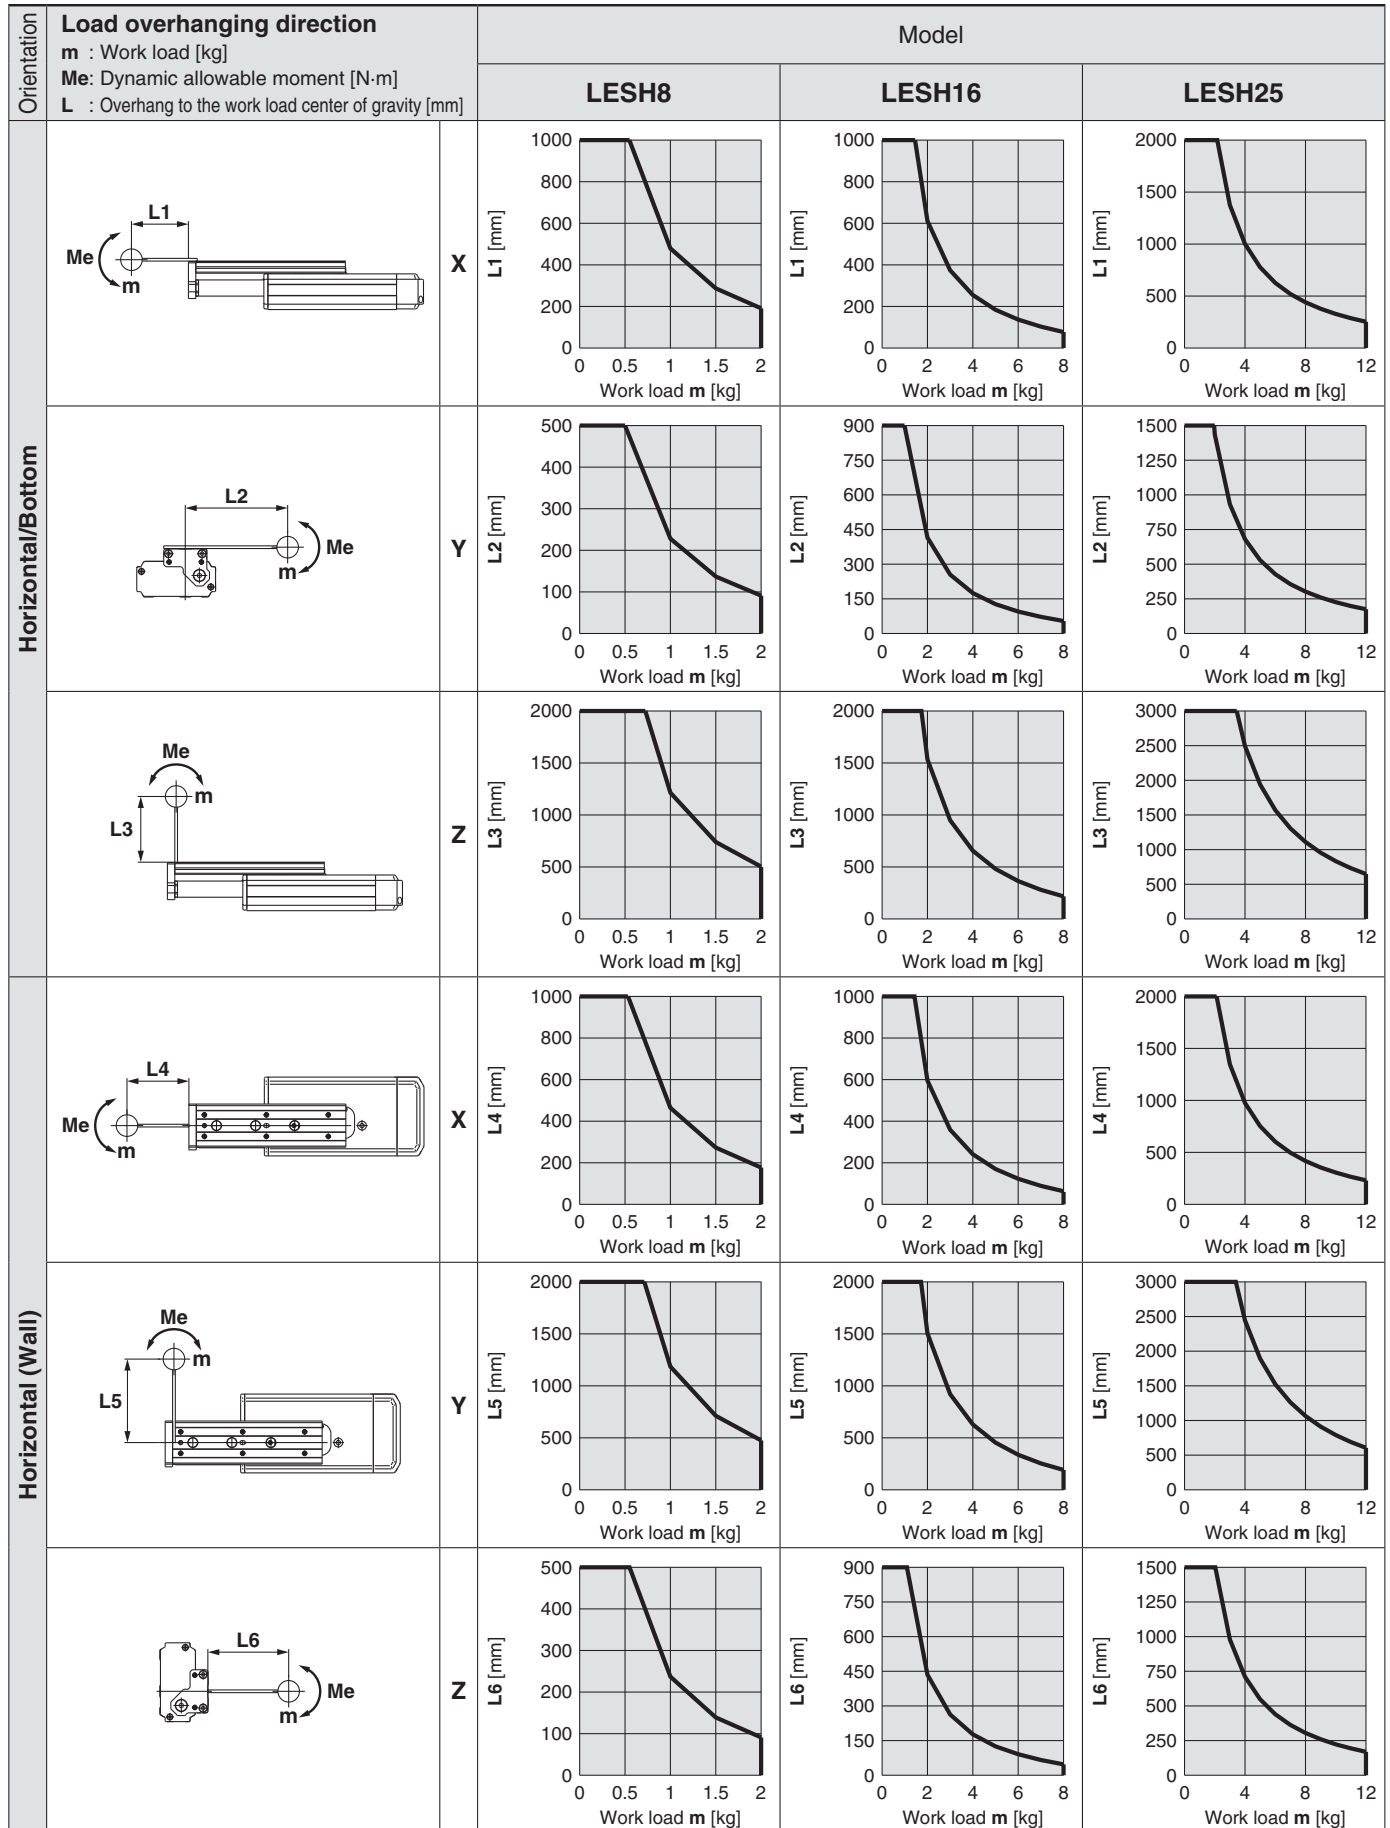 Orientation
Load overhanging direction
m : Work load [kg]
Me: Dynamic allowable moment [N·m]
L : Overhang to the work load center of gravity [mm]
Model
LESH8 LESH16 LESH25
Horizontal/Bottom
L1
Me
m
X
L1 [mm]
1000
800
600
400
200
0
0 0.5 1 1.5 2
Work load m [kg]
L1 [mm]
1000
800
600
400
200
0
0 2 4 6 8
Work load m [kg]
L1 [mm]
2000
1500
1000
500
0
0 4 8 12
Work load m [kg]
L2
Me
m
Y
L2 [mm]
500
400
300
200
100
0
0 0.5 1 1.5 2
Work load m [kg]
L2 [mm]
900
750
600
450
300
150
0
0 2 4 6 8
Work load m [kg]
L2 [mm]
1500
1250
1000
750
500
250
0
0 4 8 12
Work load m [kg]
Me
m
L3
Z
L3 [mm]
2000
1500
1000
500
0
0 0.5 1 1.5 2
Work load m [kg]
L3 [mm]
2000
1500
1000
500
0
0 2 4 6 8
Work load m [kg]
L3 [mm]
3000
2500
2000
1500
1000
500
0
0 4 8 12
Work load m [kg]
Horizontal (Wall)
L4
Me
m
X
L4 [mm]
1000
800
600
400
200
0
0 0.5 1 1.5 2
Work load m [kg]
L4 [mm]
1000
800
600
400
200
0
0 2 4 6 8
Work load m [kg]
L4 [mm]
2000
1500
1000
500
0
0 4 8 12
Work load m [kg]
Me
m
L5
Y
L5 [mm]
2000
1500
1000
500
0
0 0.5 1 1.5 2
Work load m [kg]
L5 [mm]
2000
1500
1000
500
0
0 2 4 6 8
Work load m [kg]
L5 [mm]
3000
2500
2000
1500
1000
500
0
0 4 8 12
Work load m [kg]
L6
Me
m
Z
L6 [mm]
500
400
300
200
100
0
0 0.5 1 1.5 2
Work load m [kg]
L6 [mm]
900
750
600
450
300
150
0
0 2 4 6 8
Work load m [kg]
L6 [mm]
1500
1250
1000
750
500
250
0
0 4 8 12
Work load m [kg]